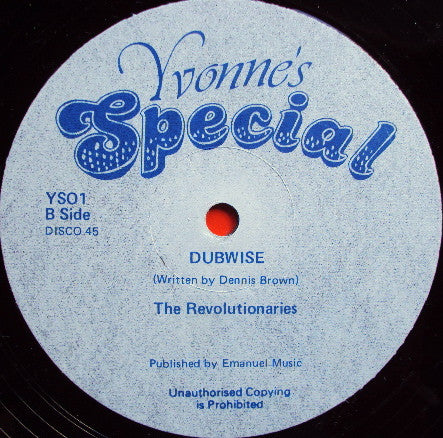 Yvonne's
Special
YS01
B Side
DISCO.45
DUBWISE
(Written by Dennis Brown)
The Revolutionaries
Published by Emanuel Music
Unauthorised Copying
is Prohibited